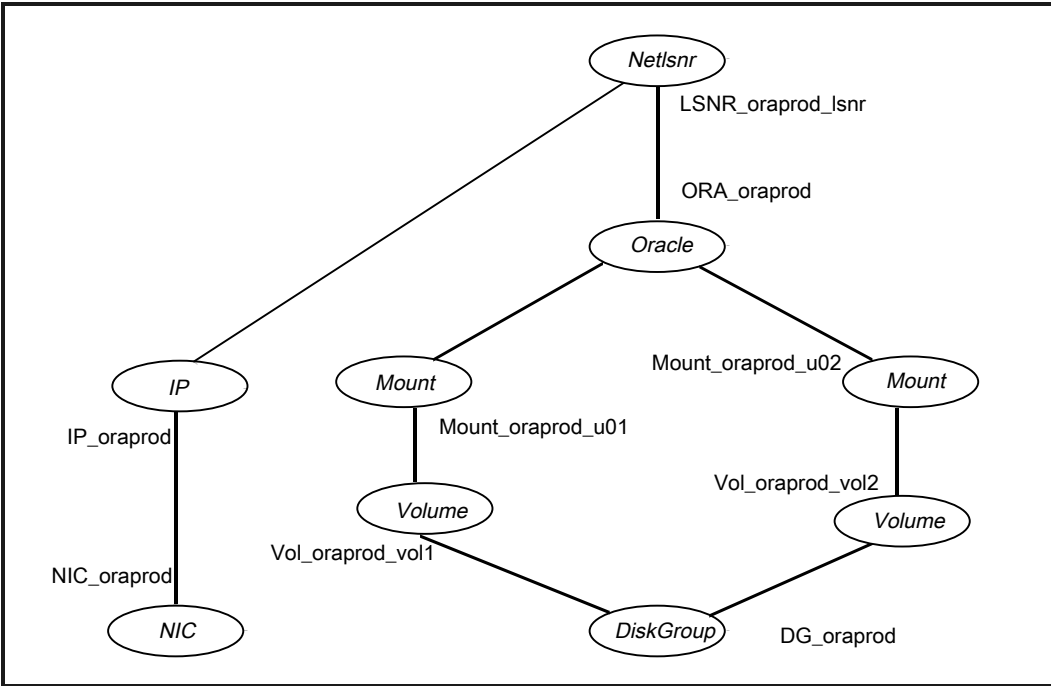 Netlsnr
LSNR_oraprod_lsnr
ORA_oraprod
Oracle
Mount_oraprod_u02
IP
Mount
Mount
IP_oraprod
Mount_oraprod_u01
Vol_oraprod_vol2
Volume
Volume
Vol_oraprod_vol1
NIC_oraprod
NIC
DiskGroup
DG_oraprod